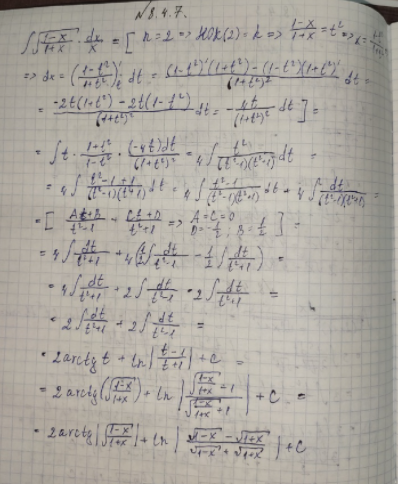 №8.4.7.
∫√((1-x)/(1+x)) · dx/x = [ n=2 => НОК(2)=2 => (1-x)/(1+x) = t² => x =
=> dx = ((1-t²)/(1+t²))'ₜ dt = ((1-t²)'(1+t²) - (1-t²)(1+t²)')/(1+t²)² dt =
= (-2t(1+t²) - 2t(1-t²))/(1+t²)² dt = -4t/(1+t²)² dt ] =
= ∫ t · (1+t²)/(1-t²) · (-4t)dt/(1+t²)² = 4∫ t²/((t²-1)(t²+1)) dt =
= 4∫ (t²-1+1)/((t²-1)(t²+1)) dt = 4∫ (t²-1)/((t²-1)(t²+1)) dt + 4∫ dt/((t²-1)(t²+1)) =
= [ (At+B)/(t²-1) + (Ct+D)/(t²+1) => A=C=0 D=-1/2, B=1/2 ] =
= 4∫ dt/(t²+1) + 4(1/2 ∫ dt/(t²-1) - 1/2 ∫ dt/(t²+1)) =
= 4∫ dt/(t²+1) + 2∫ dt/(t²-1) - 2∫ dt/(t²+1) =
= 2∫ dt/(t²+1) + 2∫ dt/(t²-1) =
= 2arctg t + ln|(t-1)/(t+1)| + C =
= 2arctg(√((1-x)/(1+x))) + ln|(√((1-x)/(1+x)) - 1)/(√((1-x)/(1+x)) + 1)| + C =
= 2arctg|√((1-x)/(1+x))| + ln|(√(1-x) - √(1+x))/(√(1-x) + √(1+x))| + C